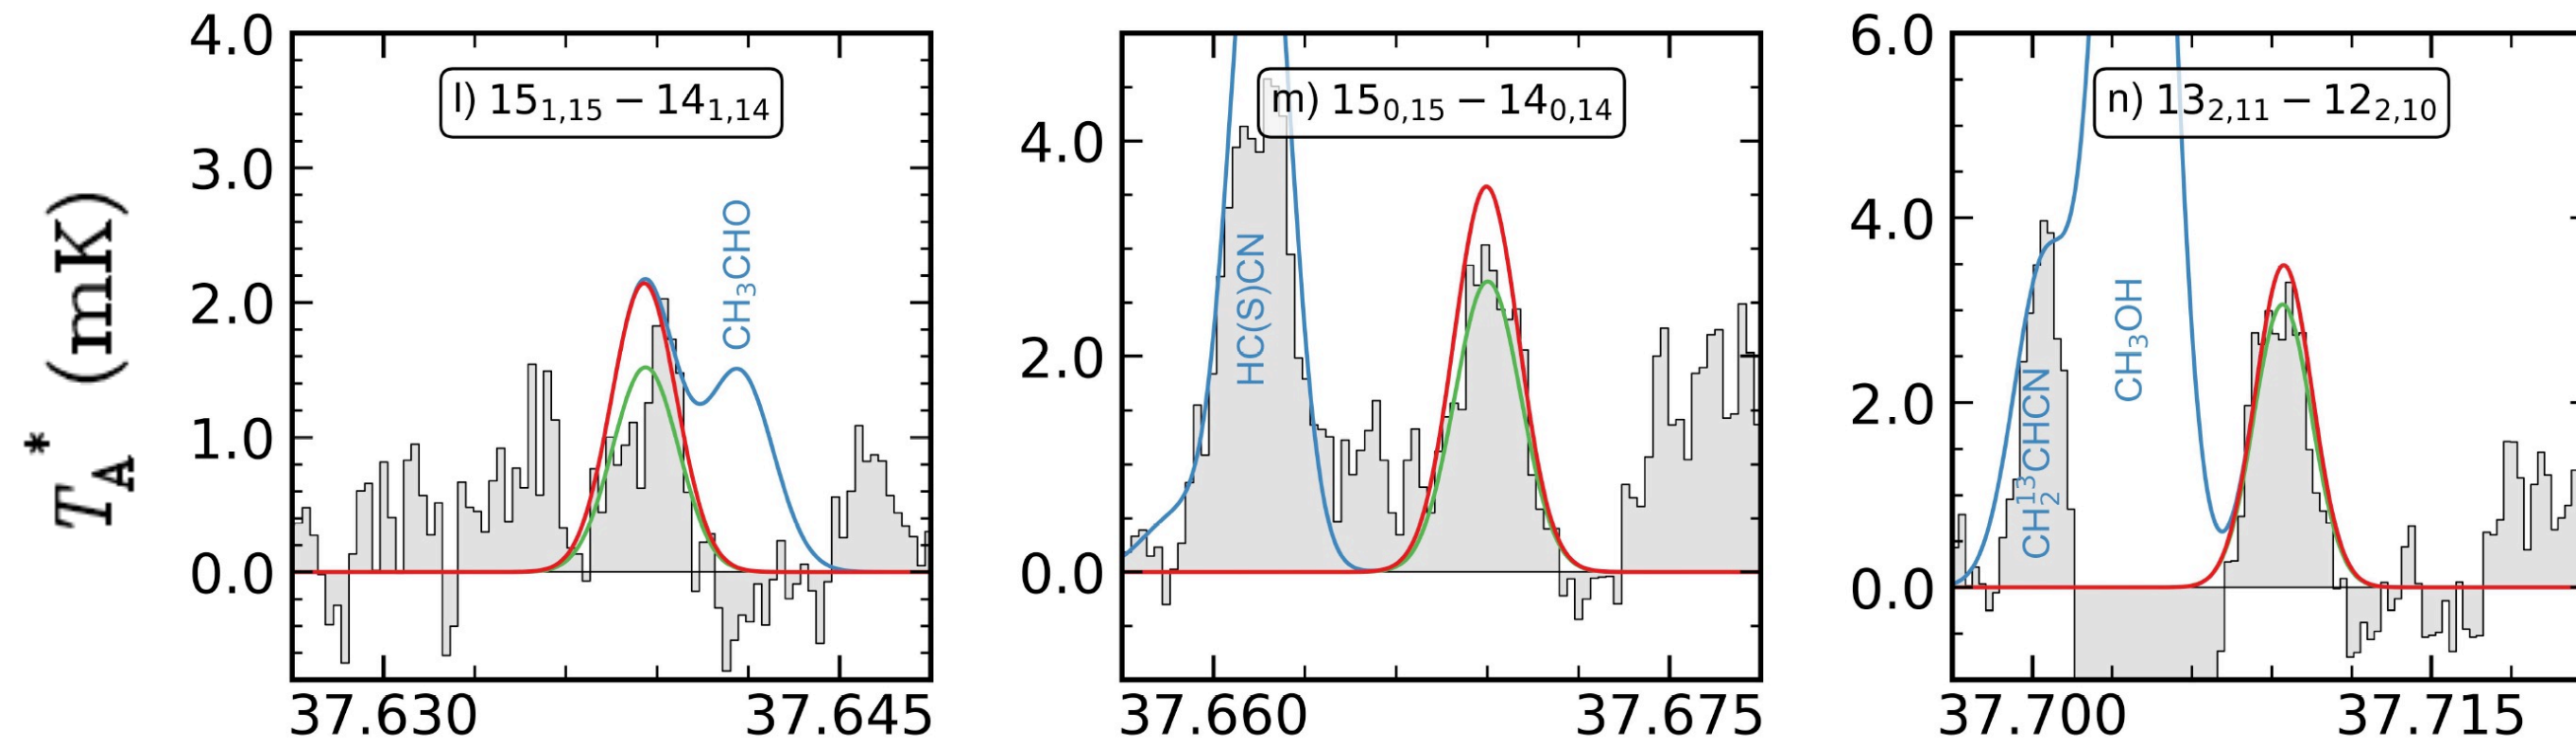 T_A^* (mK)
4.0
3.0
2.0
1.0
0.0
l) 15_{1,15} − 14_{1,14}
CH_3CHO
37.630
37.645
4.0
2.0
0.0
m) 15_{0,15} − 14_{0,14}
HC(S)CN
37.660
37.675
6.0
4.0
2.0
0.0
n) 13_{2,11} − 12_{2,10}
CH_2^{13}CHCN
CH_3OH
37.700
37.715